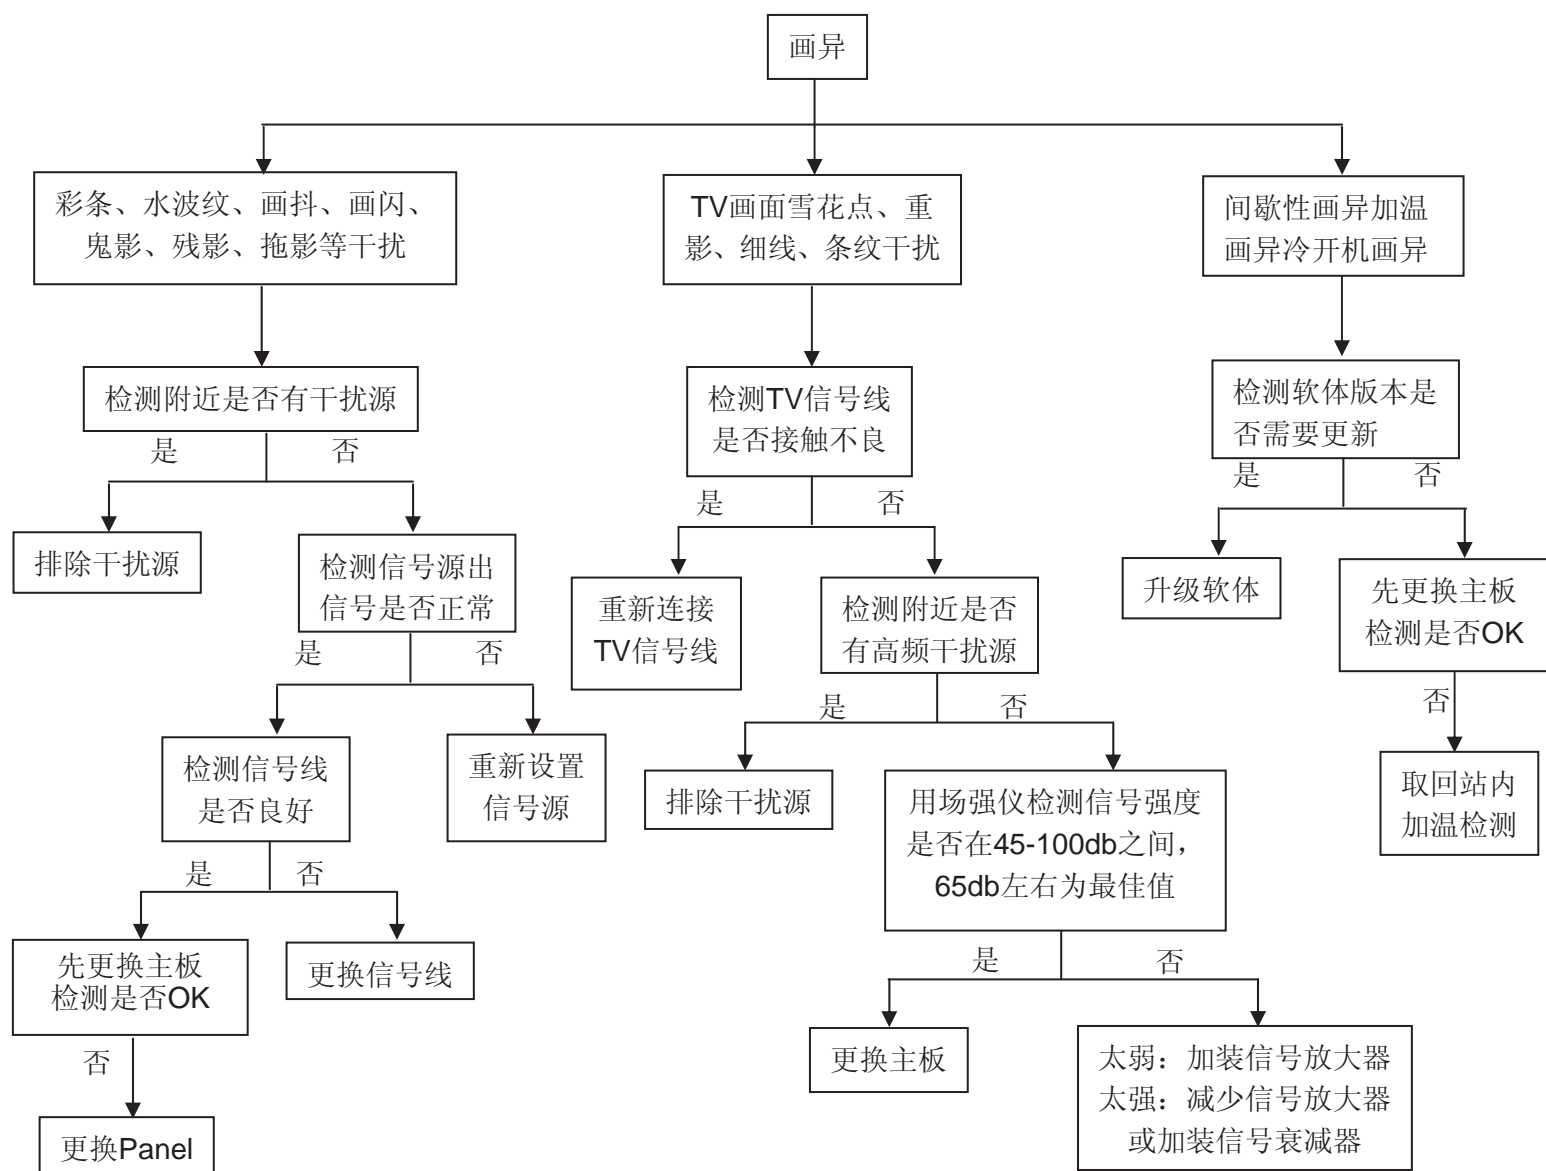 画异
彩条、水波纹、画抖、画闪、
鬼影、残影、拖影等干扰
TV画面雪花点、重
影、细线、条纹干扰
间歇性画异加温
画异冷开机画异
检测附近是否有干扰源
检测TV信号线
是否接触不良
检测软体版本是
否需要更新
是
否
是
否
是
否
排除干扰源
检测信号源出
信号是否正常
重新连接
TV信号线
检测附近是否
有高频干扰源
升级软体
先更换主板
检测是否OK
是
否
是
否
否
检测信号线
是否良好
重新设置
信号源
排除干扰源
用场强仪检测信号强度
是否在45-100db之间，
65db左右为最佳值
取回站内
加温检测
是
否
是
否
先更换主板
检测是否OK
更换信号线
否
更换主板
太弱：加装信号放大器
太强：减少信号放大器
或加装信号衰减器
更换Panel